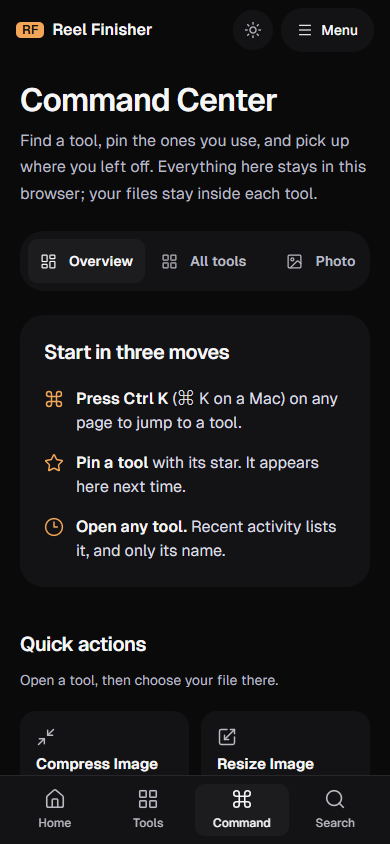 RF Reel Finisher
Menu
Command Center
Find a tool, pin the ones you use, and pick up
where you left off. Everything here stays in this
browser; your files stay inside each tool.
Overview
All tools
Photo
Start in three moves
Press Ctrl K (⌘ K on a Mac) on any
page to jump to a tool.
Pin a tool with its star. It appears
here next time.
Open any tool. Recent activity lists
it, and only its name.
Quick actions
Open a tool, then choose your file there.
Compress Image
Resize Image
Home
Tools
Command
Search